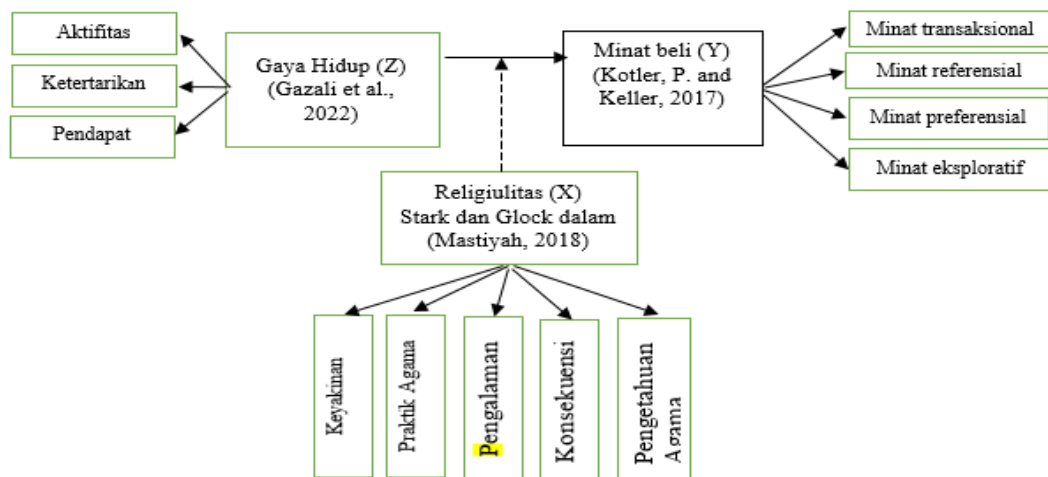 Aktifitas
Ketertarikan
Pendapat
Gaya Hidup (Z)
(Gazali et al.,
2022)
Minat beli (Y)
(Kotler, P. and
Keller, 2017)
Minat transaksional
Minat referensial
Minat preferensial
Minat eksploratif
Religiulitas (X)
Stark dan Glock dalam
(Mastiyah, 2018)
Keyakinan
Praktik Agama
Pengalaman
Konsekuensi
Pengetahuan
Agama